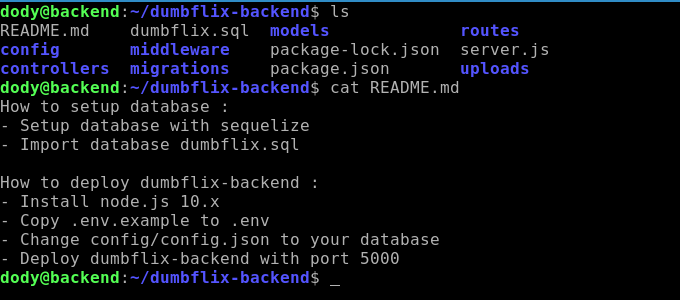 dody@backend:~/dumbflix-backend$ ls
README.md    dumbflix.sql  models             routes
config       middleware    package-lock.json  server.js
controllers  migrations    package.json       uploads
dody@backend:~/dumbflix-backend$ cat README.md
How to setup database :
- Setup database with sequelize
- Import database dumbflix.sql

How to deploy dumbflix-backend :
- Install node.js 10.x
- Copy .env.example to .env
- Change config/config.json to your database
- Deploy dumbflix-backend with port 5000
dody@backend:~/dumbflix-backend$ _